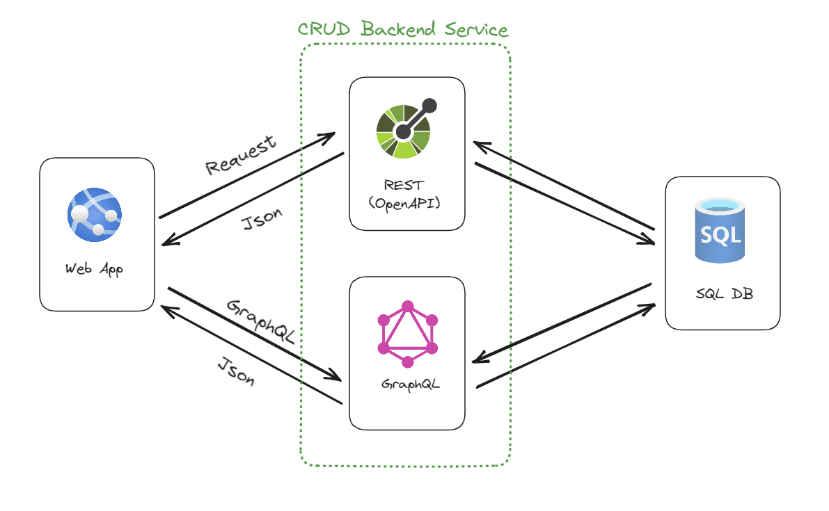 CRUD Backend Service
Request
Json
REST
(OpenAPI)
Web App
SQL
SQL DB
GraphQL
Json
GraphQL